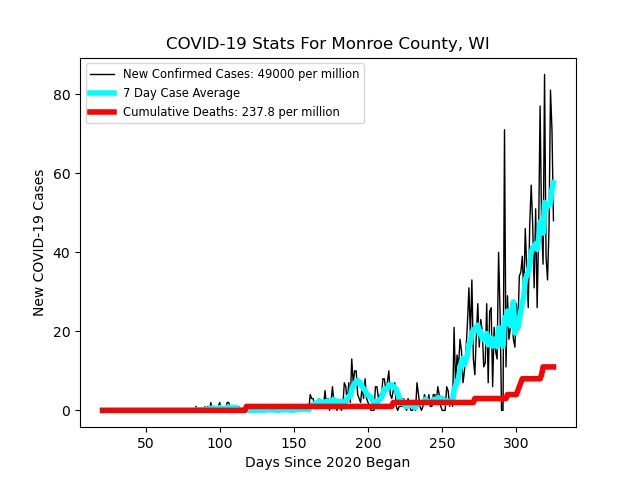 COVID-19 Stats For Monroe County, WI
New Confirmed Cases: 49000 per million
7 Day Case Average
Cumulative Deaths: 237.8 per million
80
60
40
20
0
New COVID-19 Cases
50 100 150 200 250 300
Days Since 2020 Began